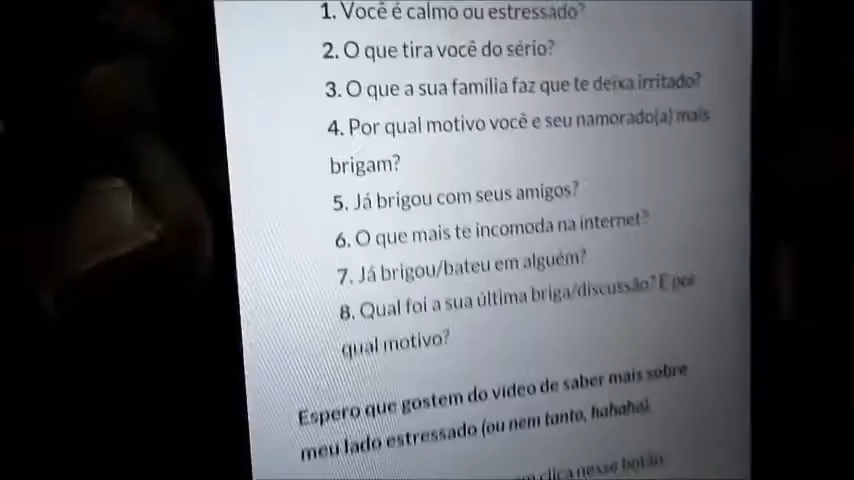 1. Você é calmo ou estressado?
2. O que tira você do sério?
3. O que a sua família faz que te deixa irritado?
4. Por qual motivo você e seu namorado(a) mais
brigam?
5. Já brigou com seus amigos?
6. O que mais te incomoda na internet?
7. Já brigou/bateu em alguém?
8. Qual foi a sua última briga/discussão? E por
qual motivo?
Espero que gostem do vídeo de saber mais sobre
meu lado estressado (ou nem tanto, hahaha).
clica nesse botão